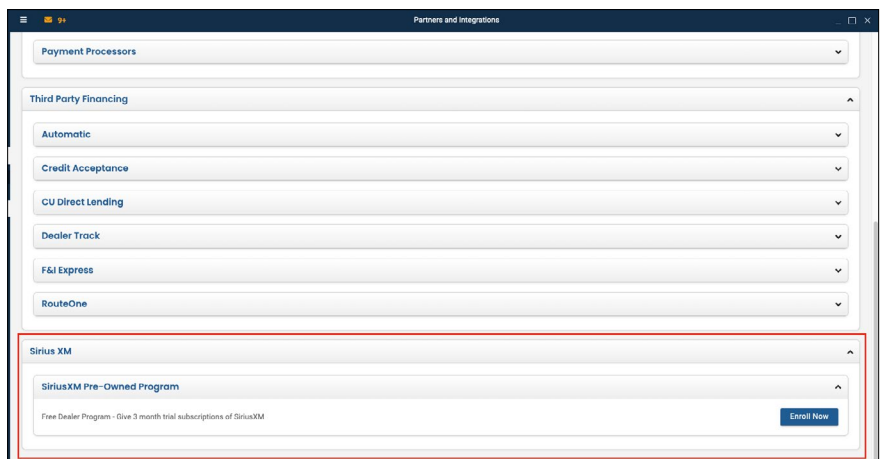 9+
Partners and Integrations
Payment Processors
Third Party Financing
Automatic
Credit Acceptance
CU Direct Lending
Dealer Track
F&I Express
RouteOne
Sirius XM
SiriusXM Pre-Owned Program
Free Dealer Program - Give 3 month trial subscriptions of SiriusXM
Enroll Now